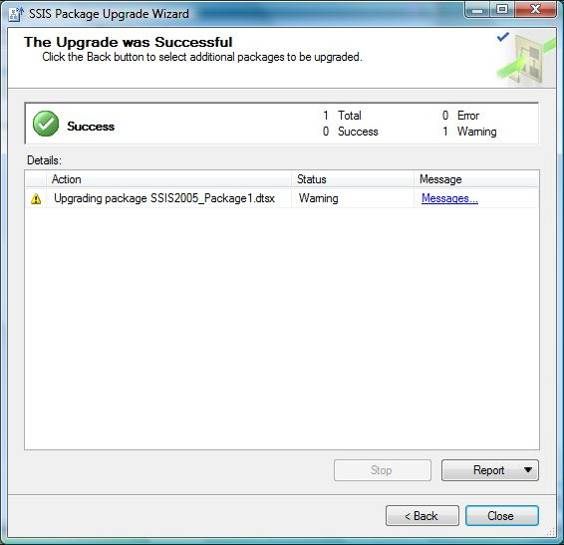 SSIS Package Upgrade Wizard
The Upgrade was Successful
Click the Back button to select additional packages to be upgraded.
Success 1 Total 0 Error
0 Success 1 Warning
Details:
Action Status Message
Upgrading package SSIS2005_Package1.dtsx Warning Messages...
Stop Report
< Back Close